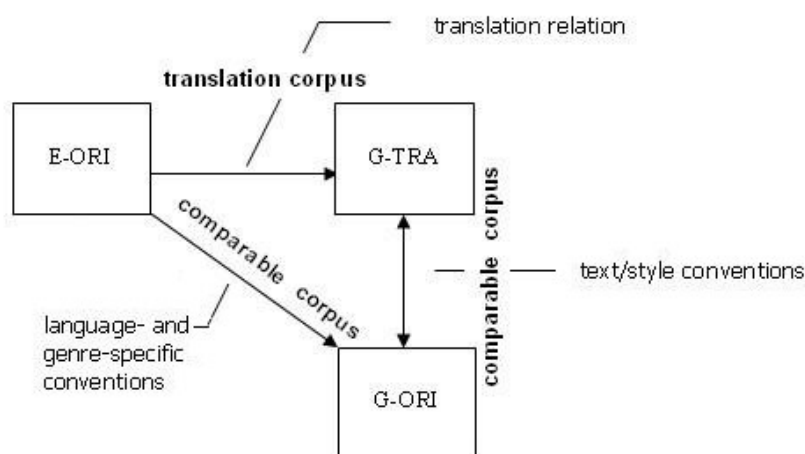 translation relation
translation corpus
E-ORI
G-TRA
comparable corpus
comparable corpus
text/style conventions
language- and
genre-specific
conventions
G-ORI